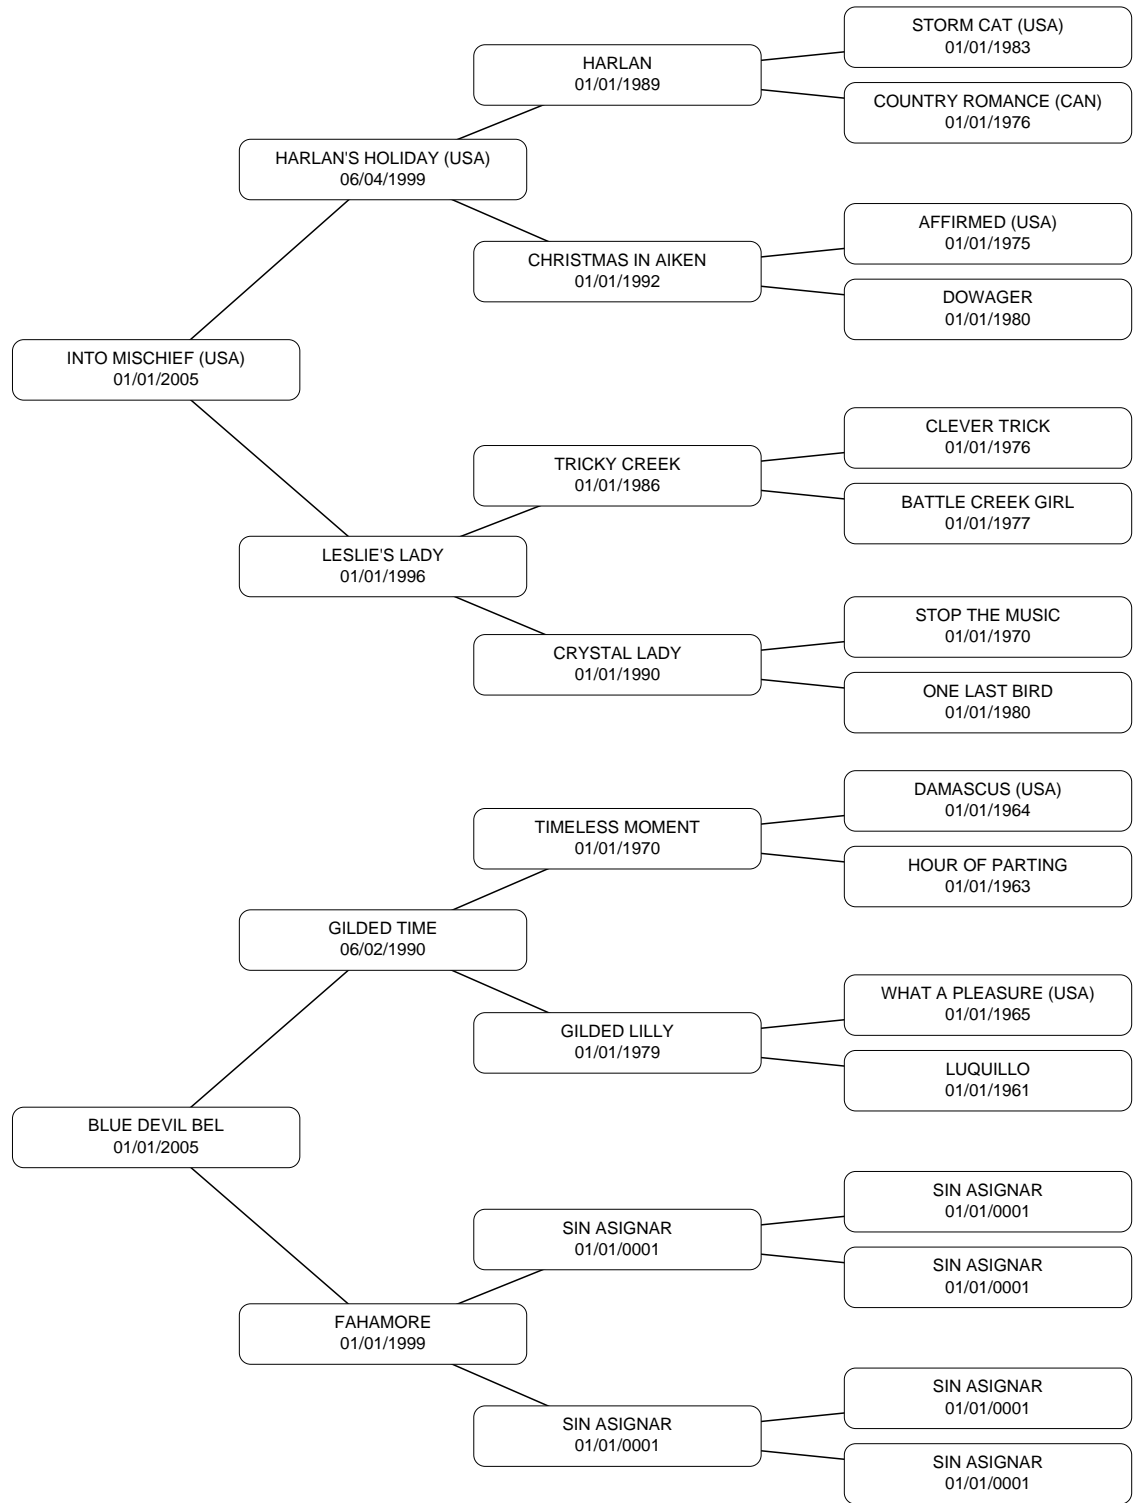 STORM CAT (USA)
01/01/1983
HARLAN
01/01/1989
COUNTRY ROMANCE (CAN)
01/01/1976
HARLAN'S HOLIDAY (USA)
06/04/1999
AFFIRMED (USA)
01/01/1975
CHRISTMAS IN AIKEN
01/01/1992
DOWAGER
01/01/1980
INTO MISCHIEF (USA)
01/01/2005
CLEVER TRICK
01/01/1976
TRICKY CREEK
01/01/1986
BATTLE CREEK GIRL
01/01/1977
LESLIE'S LADY
01/01/1996
STOP THE MUSIC
01/01/1970
CRYSTAL LADY
01/01/1990
ONE LAST BIRD
01/01/1980
DAMASCUS (USA)
01/01/1964
TIMELESS MOMENT
01/01/1970
HOUR OF PARTING
01/01/1963
GILDED TIME
06/02/1990
WHAT A PLEASURE (USA)
01/01/1965
GILDED LILLY
01/01/1979
LUQUILLO
01/01/1961
BLUE DEVIL BEL
01/01/2005
SIN ASIGNAR
01/01/0001
SIN ASIGNAR
01/01/0001
SIN ASIGNAR
01/01/0001
FAHAMORE
01/01/1999
SIN ASIGNAR
01/01/0001
SIN ASIGNAR
01/01/0001
SIN ASIGNAR
01/01/0001